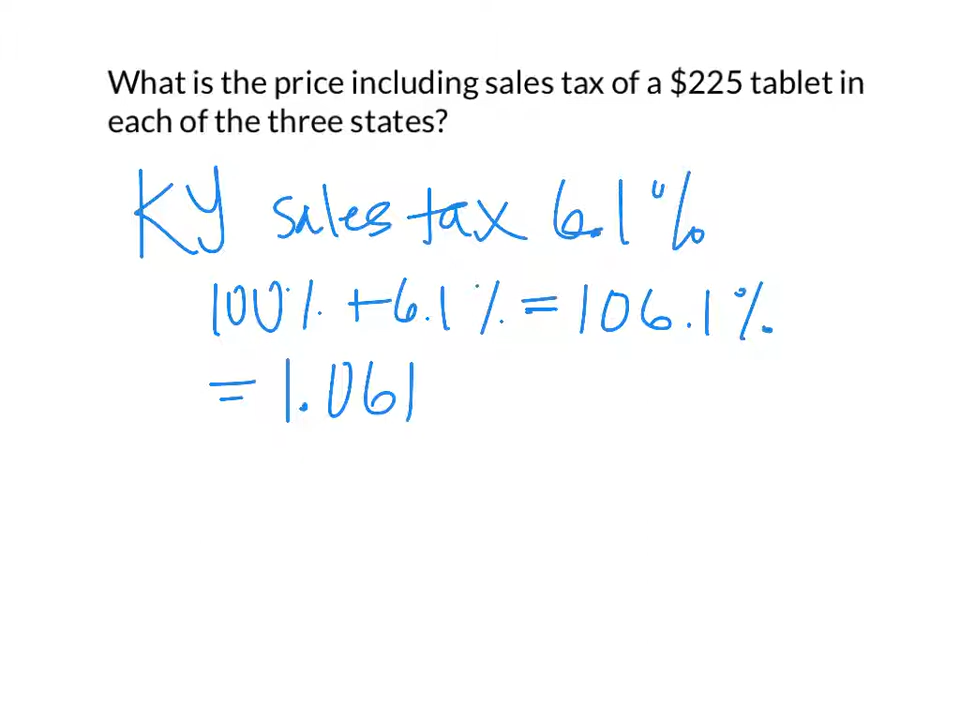 What is the price including sales tax of a $225 tablet in
each of the three states?
KY sales tax 6.1%
100% + 6.1% = 106.1%
= 1.061